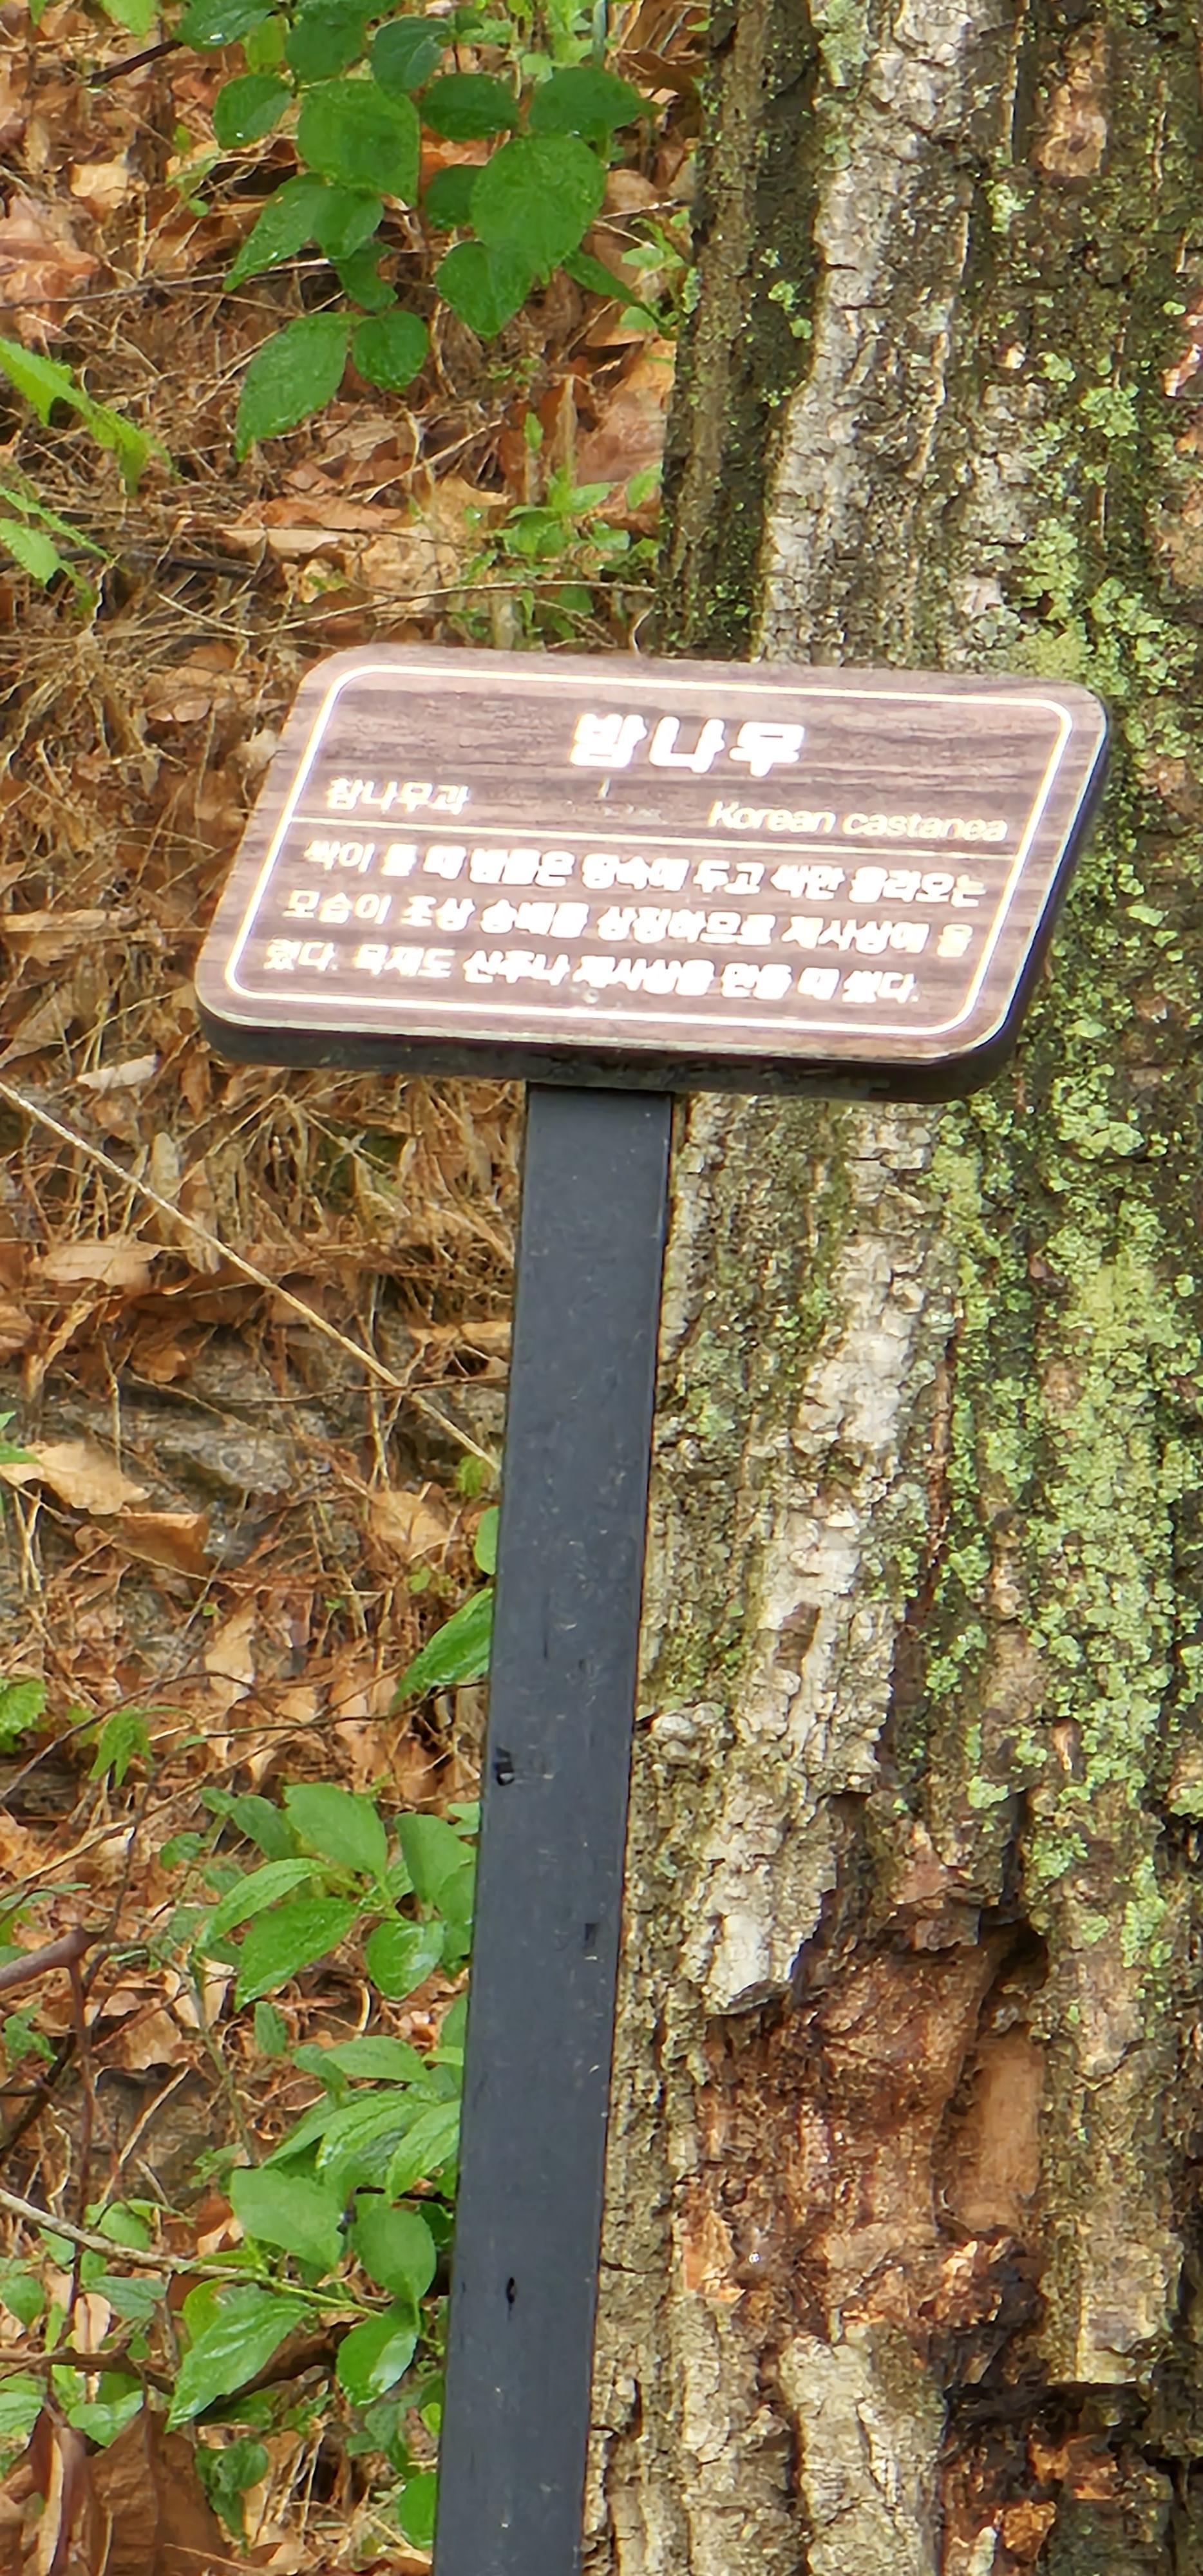 밤나무
참나무과 Korean castanea
싹이 틀 때 밤톨은 땅속에 두고 싹만 올라오는
모습이 조상 숭배를 상징하므로 제사상에 올
렸다. 목재도 신주나 제사상을 만들 때 썼다.